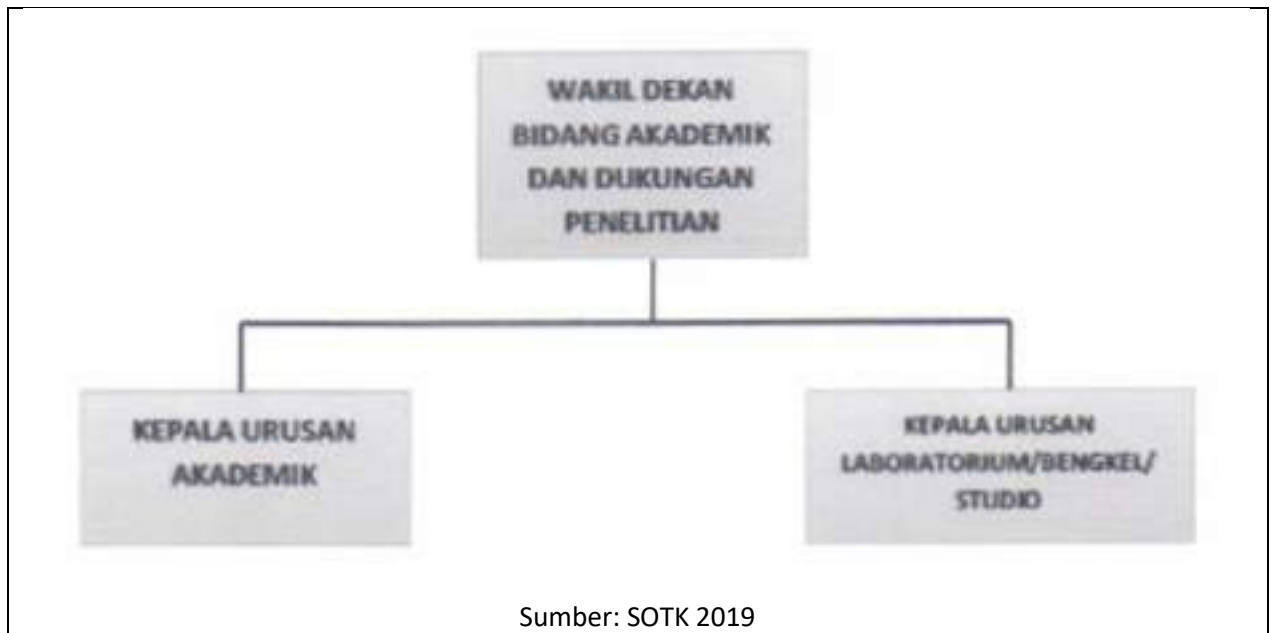 WAKIL DEKAN
BIDANG AKADEMIK
DAN DUKUNGAN
PENELITIAN
KEPALA URUSAN
AKADEMIK
KEPALA URUSAN
LABORATORIUM/BENGKEL/
STUDIO
Sumber: SOTK 2019